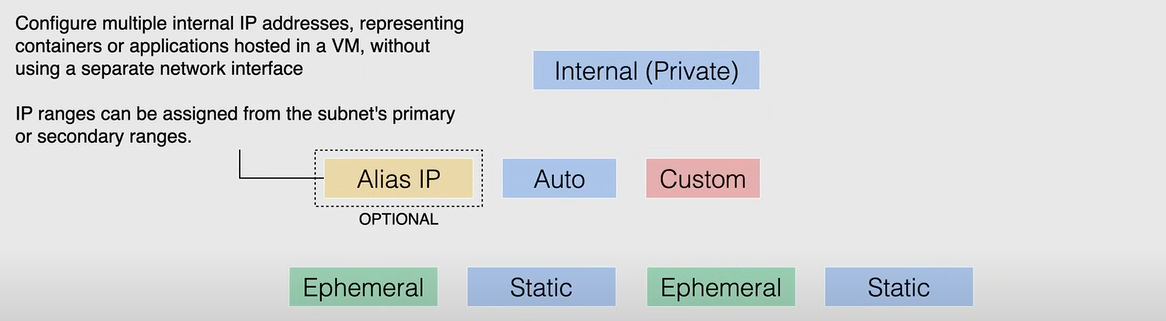 Configure multiple internal IP addresses, representing
containers or applications hosted in a VM, without
using a separate network interface
Internal (Private)
IP ranges can be assigned from the subnet's primary
or secondary ranges.
Alias IP
Auto
Custom
OPTIONAL
Ephemeral
Static
Ephemeral
Static